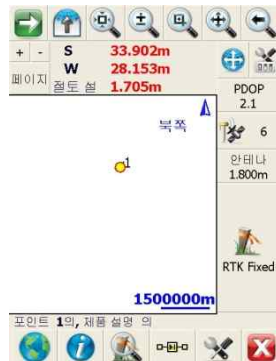 + - S 33.902m
W 28.153m
페이지 절토 섬 1.705m
PDOP
2.1
북쪽
6
1
안테나
1.800m
RTK Fixed
1500000m
포인트 1의, 제품 설명 의